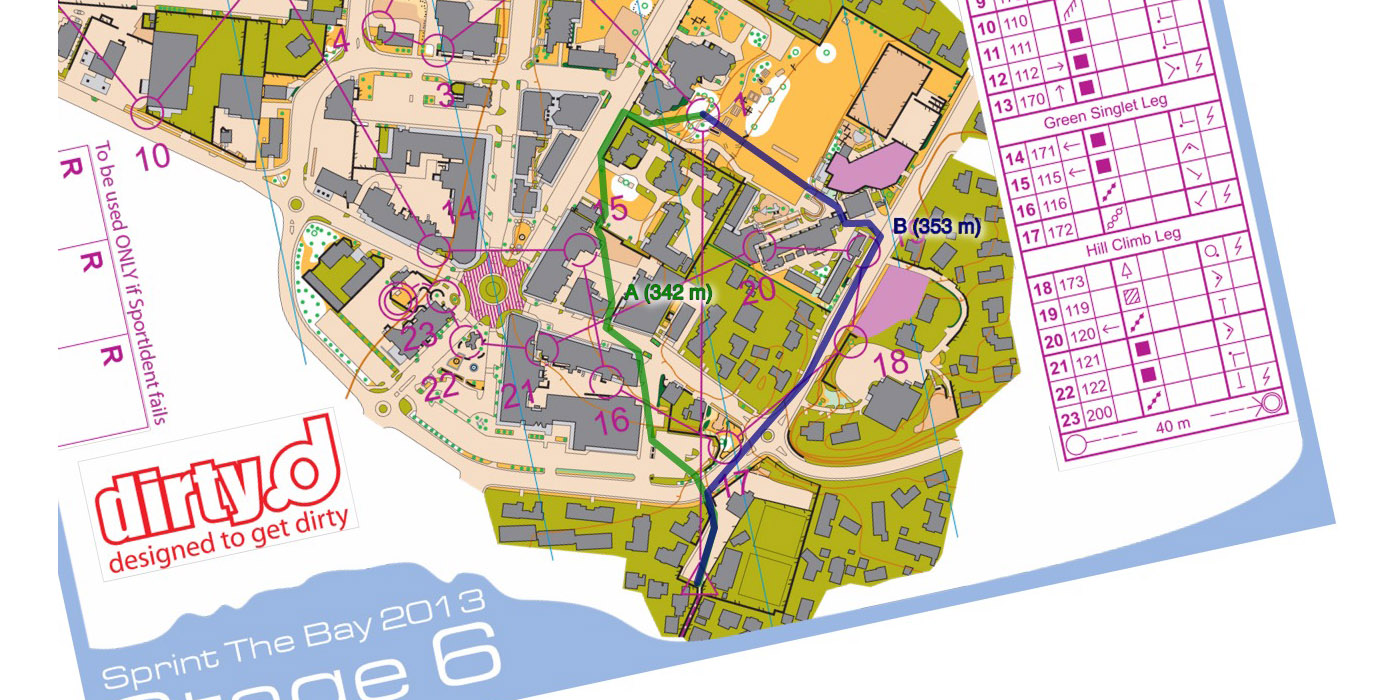 10 110
11 111
12 112
13 170
Green Singlet Leg
14 171
15 115
16 116
17 172
Hill Climb Leg
18 173
19 119
20 120
21 121
22 122
23 200
40 m
4
3
1
10
14
15
B (353 m)
A (342 m)
20
23
18
22
21
16
17
To be used ONLY if SportIdent fails
R
R
R
dirty.d
designed to get dirty
Sprint The Bay 2013
Stage 6